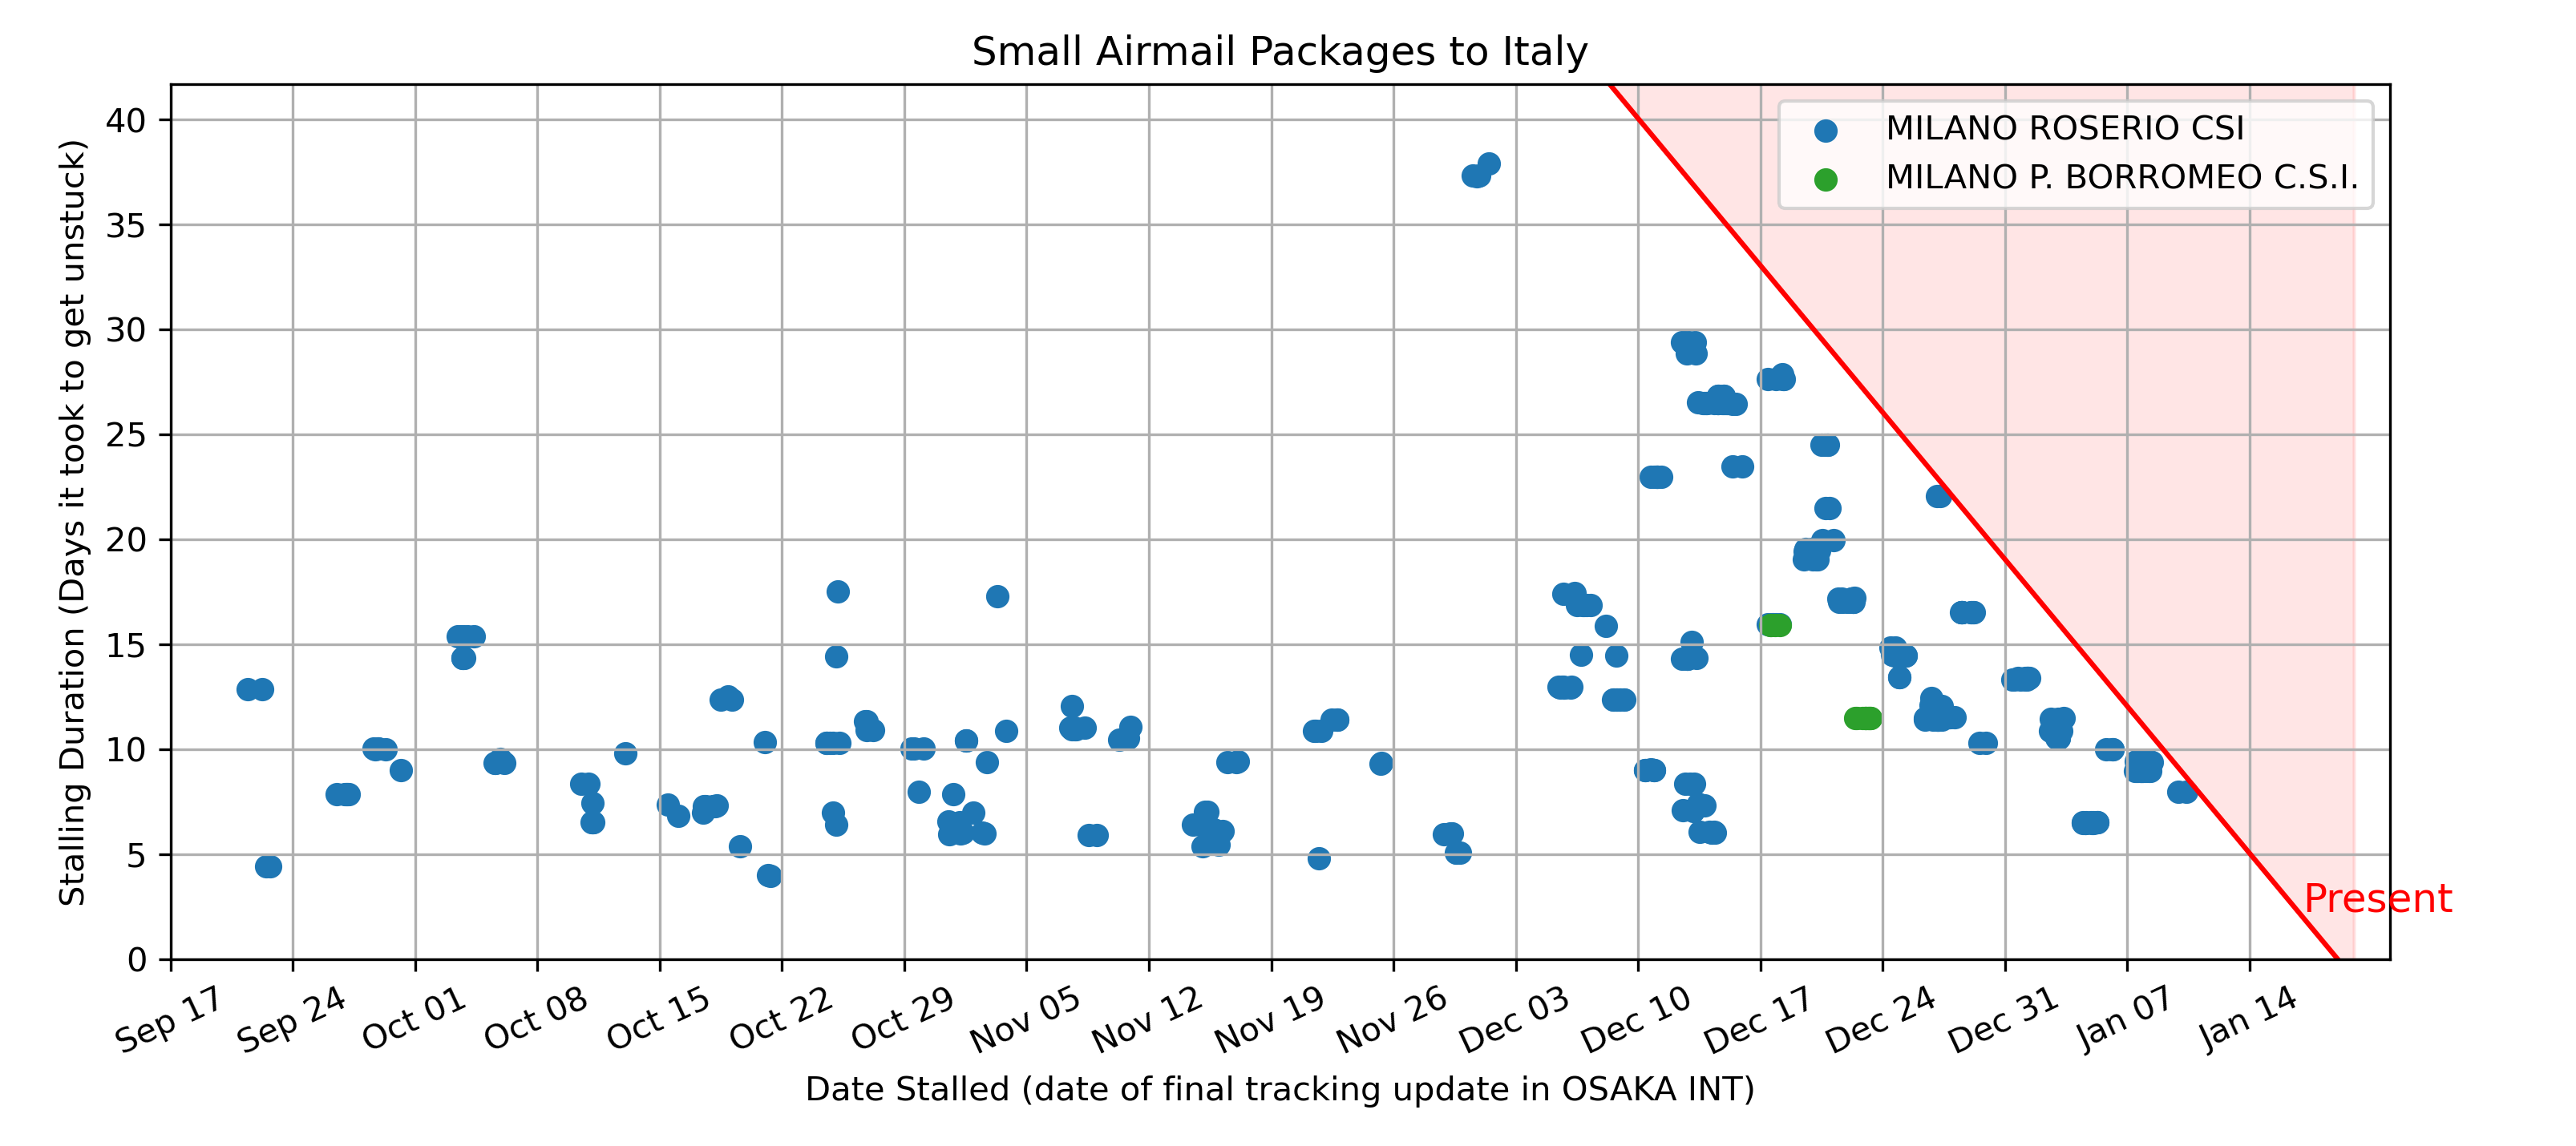 Small Airmail Packages to Italy
MILANO ROSERIO CSI
MILANO P. BORROMEO C.S.I.
Stalling Duration (Days it took to get unstuck)
40
35
30
25
20
15
10
5
0
Present
Sep 17 Sep 24 Oct 01 Oct 08 Oct 15 Oct 22 Oct 29 Nov 05 Nov 12 Nov 19 Nov 26 Dec 03 Dec 10 Dec 17 Dec 24 Dec 31 Jan 07 Jan 14
Date Stalled (date of final tracking update in OSAKA INT)